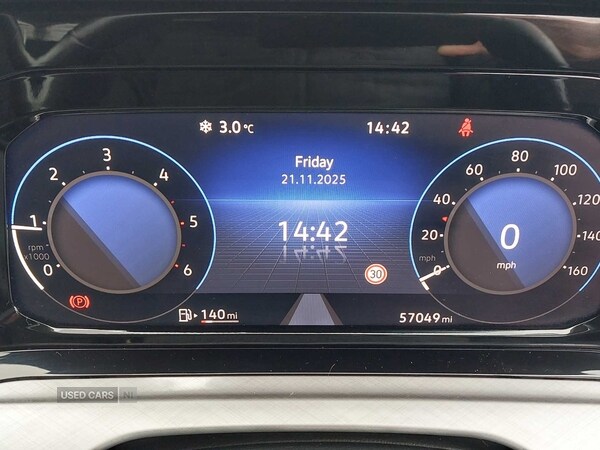 ❄ 3.0 °C 14:42
Friday
21.11.2025
14:42
30
0 1 2 3 4 5 6
rpm
x1000
0 20 40 60 80 100 120 140 160
mph
0
mph
(P)
140 mi
57049 mi
USED CARS NI